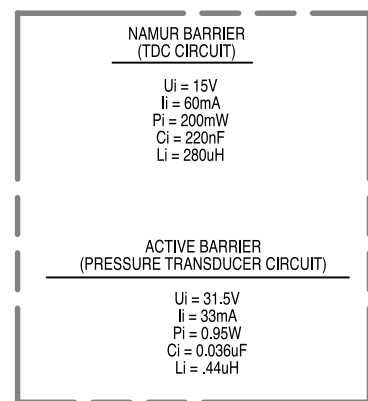 NAMUR BARRIER
(TDC CIRCUIT)
Ui = 15V
Ii = 60mA
Pi = 200mW
Ci = 220nF
Li = 280uH
ACTIVE BARRIER
(PRESSURE TRANSDUCER CIRCUIT)
Ui = 31.5V
Ii = 33mA
Pi = 0.95W
Ci = 0.036uF
Li = .44uH